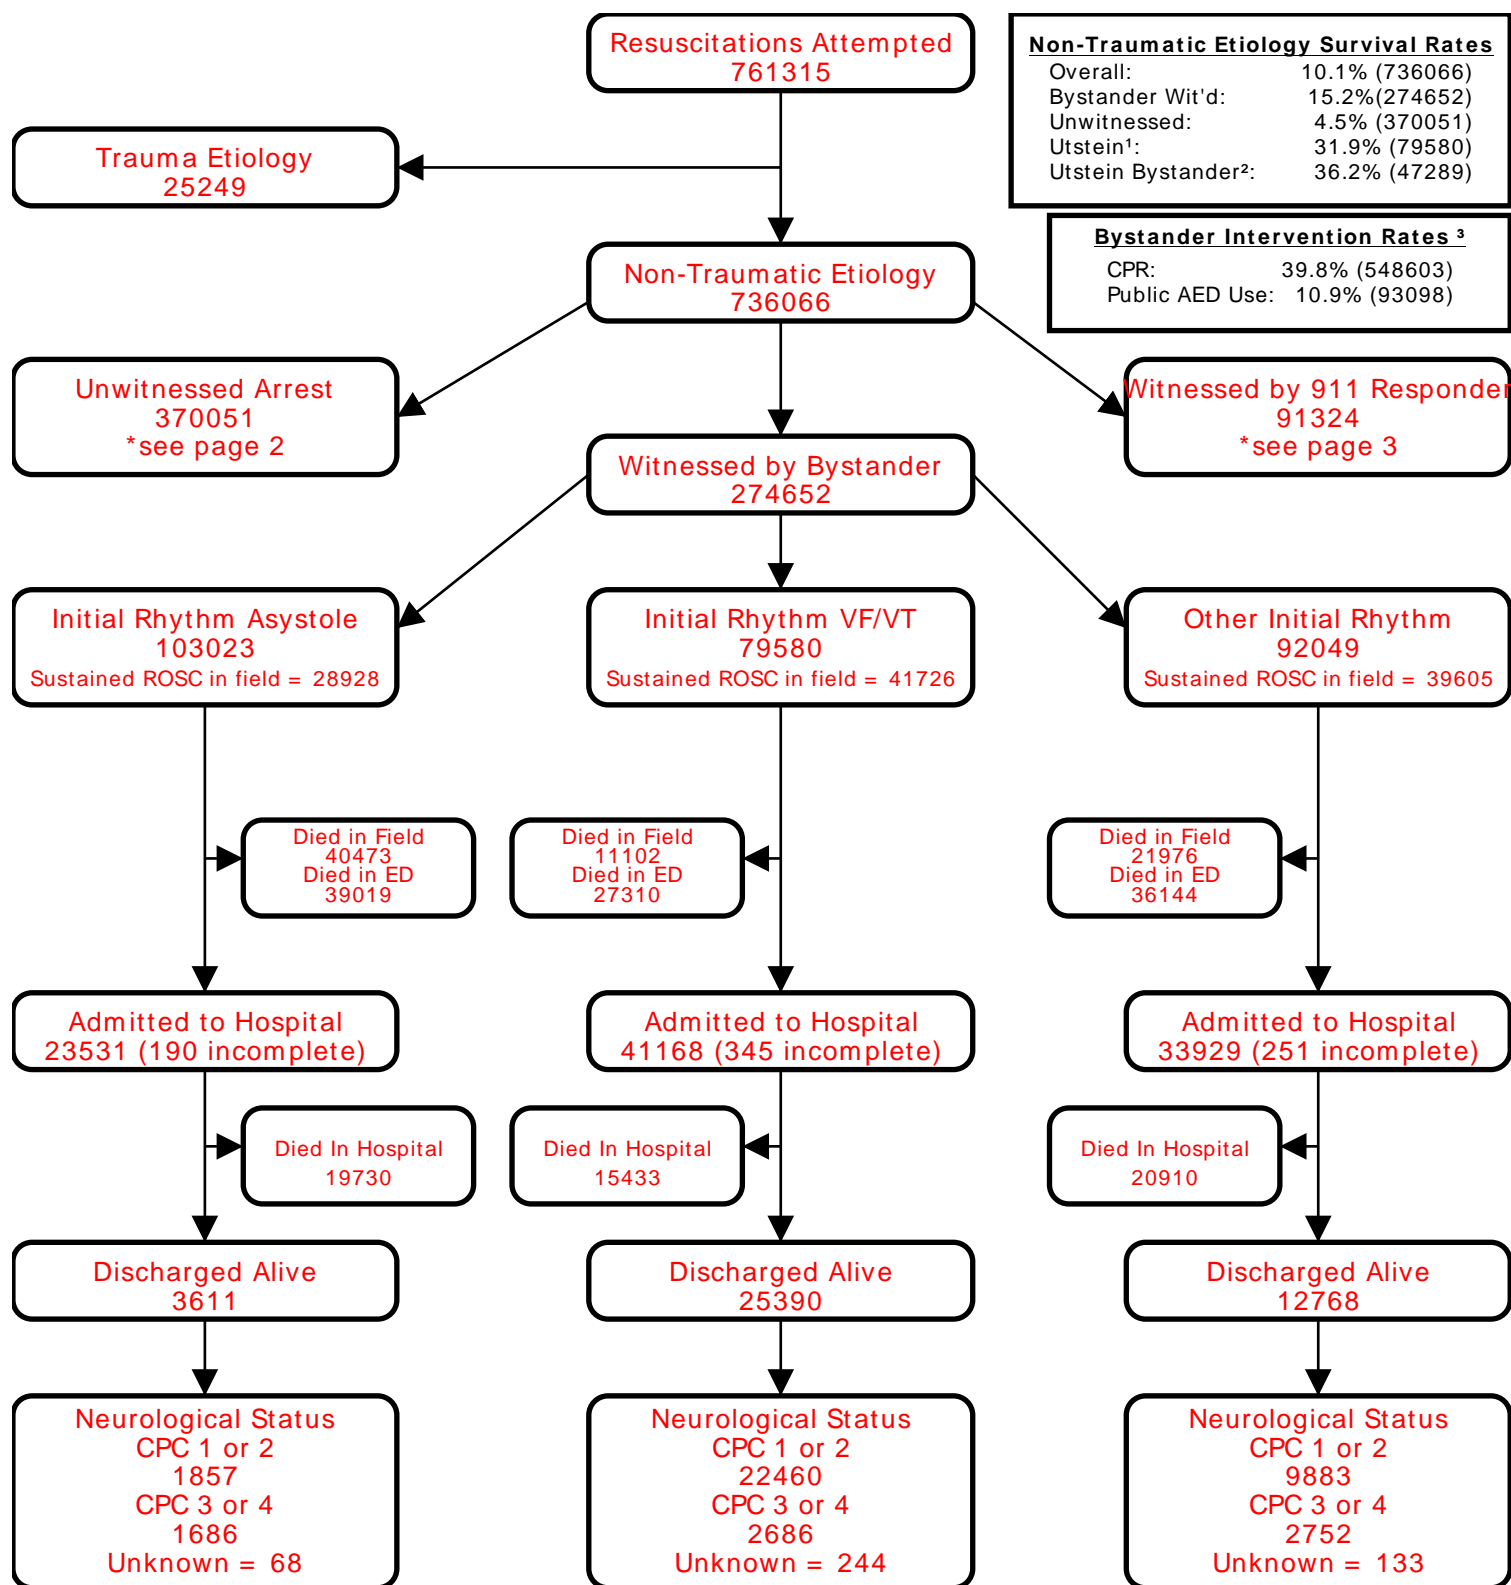 Resuscitations Attempted
761315
Non-Traumatic Etiology Survival Rates
Overall: 10.1% (736066)
Bystander Wit'd: 15.2%(274652)
Unwitnessed: 4.5% (370051)
Utstein¹: 31.9% (79580)
Utstein Bystander²: 36.2% (47289)
Trauma Etiology
25249
Bystander Intervention Rates ³
CPR: 39.8% (548603)
Public AED Use: 10.9% (93098)
Non-Traumatic Etiology
736066
Unwitnessed Arrest
370051
*see page 2
Witnessed by 911 Responder
91324
*see page 3
Witnessed by Bystander
274652
Initial Rhythm Asystole
103023
Sustained ROSC in field = 28928
Initial Rhythm VF/VT
79580
Sustained ROSC in field = 41726
Other Initial Rhythm
92049
Sustained ROSC in field = 39605
Died in Field
40473
Died in ED
39019
Died in Field
11102
Died in ED
27310
Died in Field
21976
Died in ED
36144
Admitted to Hospital
23531 (190 incomplete)
Admitted to Hospital
41168 (345 incomplete)
Admitted to Hospital
33929 (251 incomplete)
Died In Hospital
19730
Died In Hospital
15433
Died In Hospital
20910
Discharged Alive
3611
Discharged Alive
25390
Discharged Alive
12768
Neurological Status
CPC 1 or 2
1857
CPC 3 or 4
1686
Unknown = 68
Neurological Status
CPC 1 or 2
22460
CPC 3 or 4
2686
Unknown = 244
Neurological Status
CPC 1 or 2
9883
CPC 3 or 4
2752
Unknown = 133